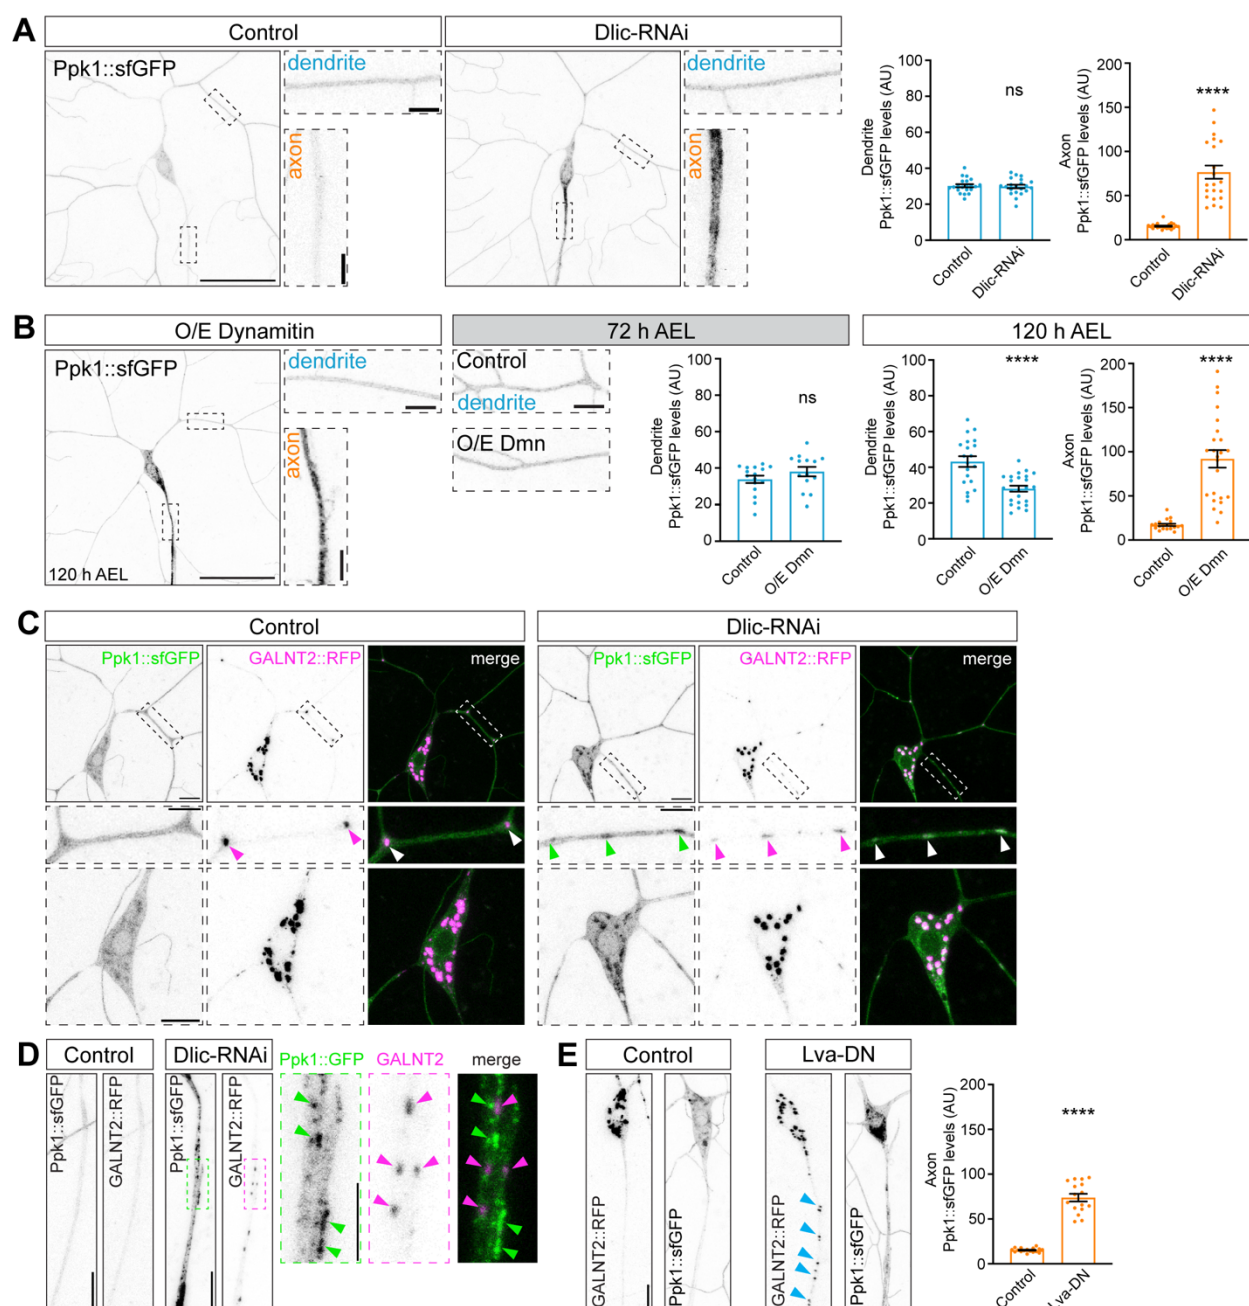 A
Control
Dlic-RNAi
Ppk1::sfGFP
dendrite
axon
dendrite
axon
Dendrite
Ppk1::sfGFP levels (AU)
100
80
60
40
20
0
ns
Control
Dlic-RNAi
Axon
Ppk1::sfGFP levels (AU)
200
150
100
50
0
****
Control
Dlic-RNAi
B
O/E Dynamitin
72 h AEL
120 h AEL
Ppk1::sfGFP
120 h AEL
dendrite
axon
Control
dendrite
O/E Dmn
Dendrite
Ppk1::sfGFP levels (AU)
100
80
60
40
20
0
ns
Control
O/E Dmn
Dendrite
Ppk1::sfGFP levels (AU)
100
80
60
40
20
0
****
Control
O/E Dmn
Axon
Ppk1::sfGFP levels (AU)
200
150
100
50
0
****
Control
O/E Dmn
C
Control
Dlic-RNAi
Ppk1::sfGFP
GALNT2::RFP
merge
Ppk1::sfGFP
GALNT2::RFP
merge
D
Control
Dlic-RNAi
Ppk1::GFP
GALNT2
merge
Ppk1::sfGFP
GALNT2::RFP
Ppk1::sfGFP
GALNT2::RFP
E
Control
Lva-DN
GALNT2::RFP
Ppk1::sfGFP
GALNT2::RFP
Ppk1::sfGFP
Axon
Ppk1::sfGFP levels (AU)
200
150
100
50
0
****
Control
Lva-DN